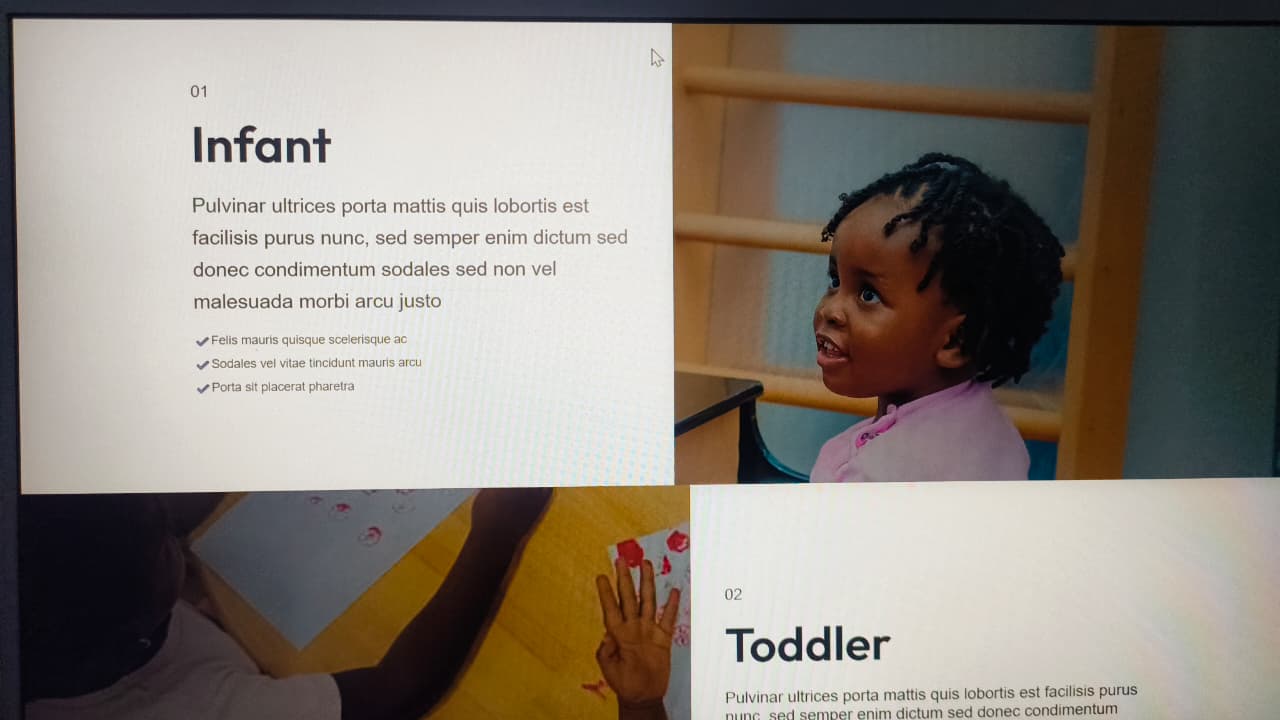 01
Infant
Pulvinar ultrices porta mattis quis lobortis est
facilisis purus nunc, sed semper enim dictum sed
donec condimentum sodales sed non vel
malesuada morbi arcu justo
Felis mauris quisque scelerisque ac
Sodales vel vitae tincidunt mauris arcu
Porta sit placerat pharetra
02
Toddler
Pulvinar ultrices porta mattis quis lobortis est facilisis purus
nunc, sed semper enim dictum sed donec condimentum